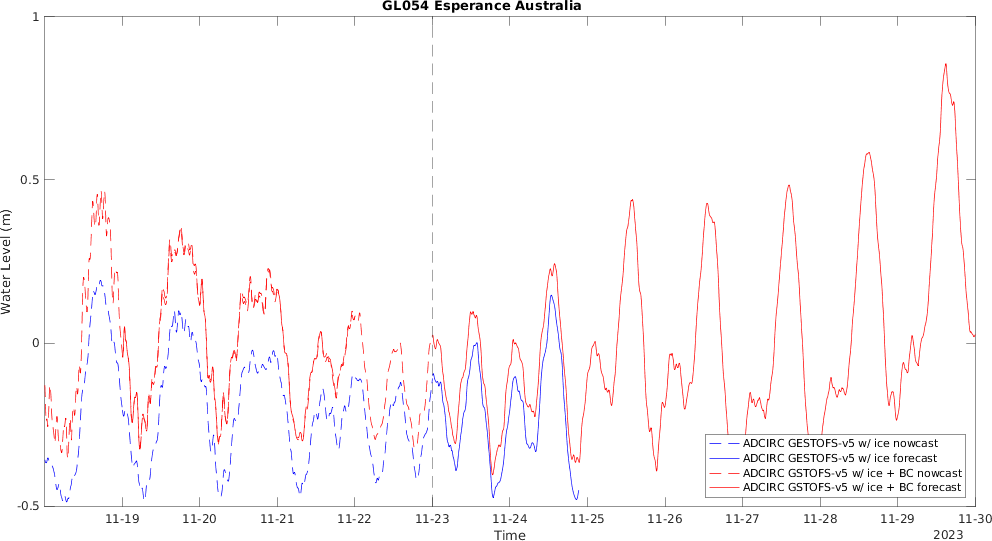 GL054 Esperance Australia
1
0.5
0
-0.5
Water Level (m)
11-19 11-20 11-21 11-22 11-23 11-24 11-25 11-26 11-27 11-28 11-29 11-30
Time
2023
ADCIRC GESTOFS-v5 w/ ice nowcast
ADCIRC GESTOFS-v5 w/ ice forecast
ADCIRC GSTOFS-v5 w/ ice + BC nowcast
ADCIRC GSTOFS-v5 w/ ice + BC forecast